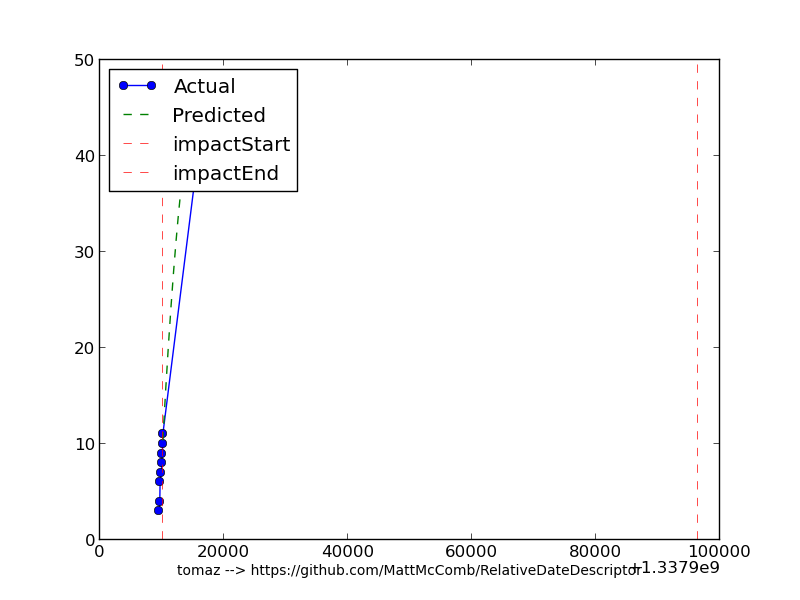 50
40
30
20
10
0
Actual
Predicted
impactStart
impactEnd
0 20000 40000 60000 80000 100000
+1.3379e9
tomaz --> https://github.com/MattMcComb/RelativeDateDescriptor